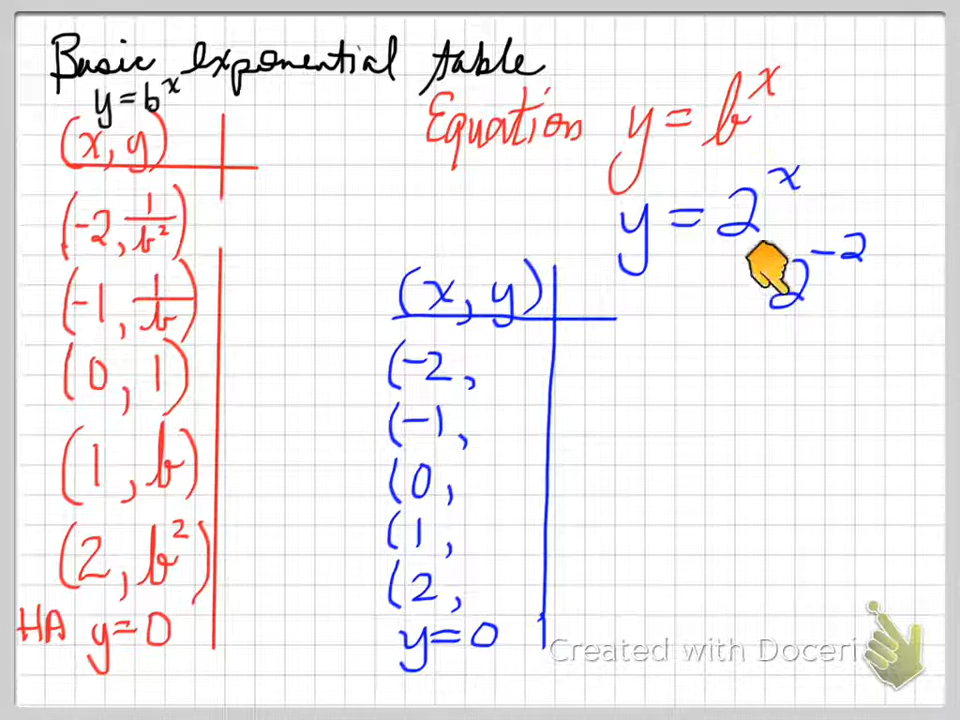 Basic exponential table
y = b^x
Equation y = b^x
(x, y)
(-2, 1/b²)
(-1, 1/b)
(0, 1)
(1, b)
(2, b²)
HA y = 0
y = 2^x
2^-2
(x, y)
(-2,
(-1,
(0,
(1,
(2,
y = 0
Created with Doceri